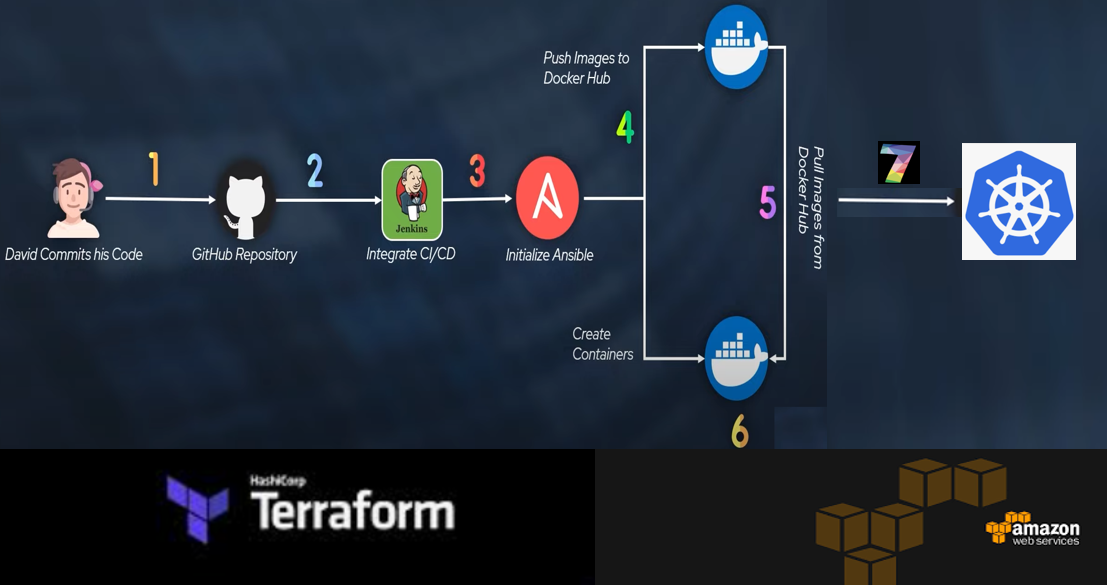 Push Images to
Docker Hub
4
1
2
3
7
Jenkins
5
Pull Images from
Docker Hub
David Commits his Code
GitHub Repository
Integrate CI/CD
Initialize Ansible
Create
Containers
6
HashiCorp
Terraform
amazon
web services